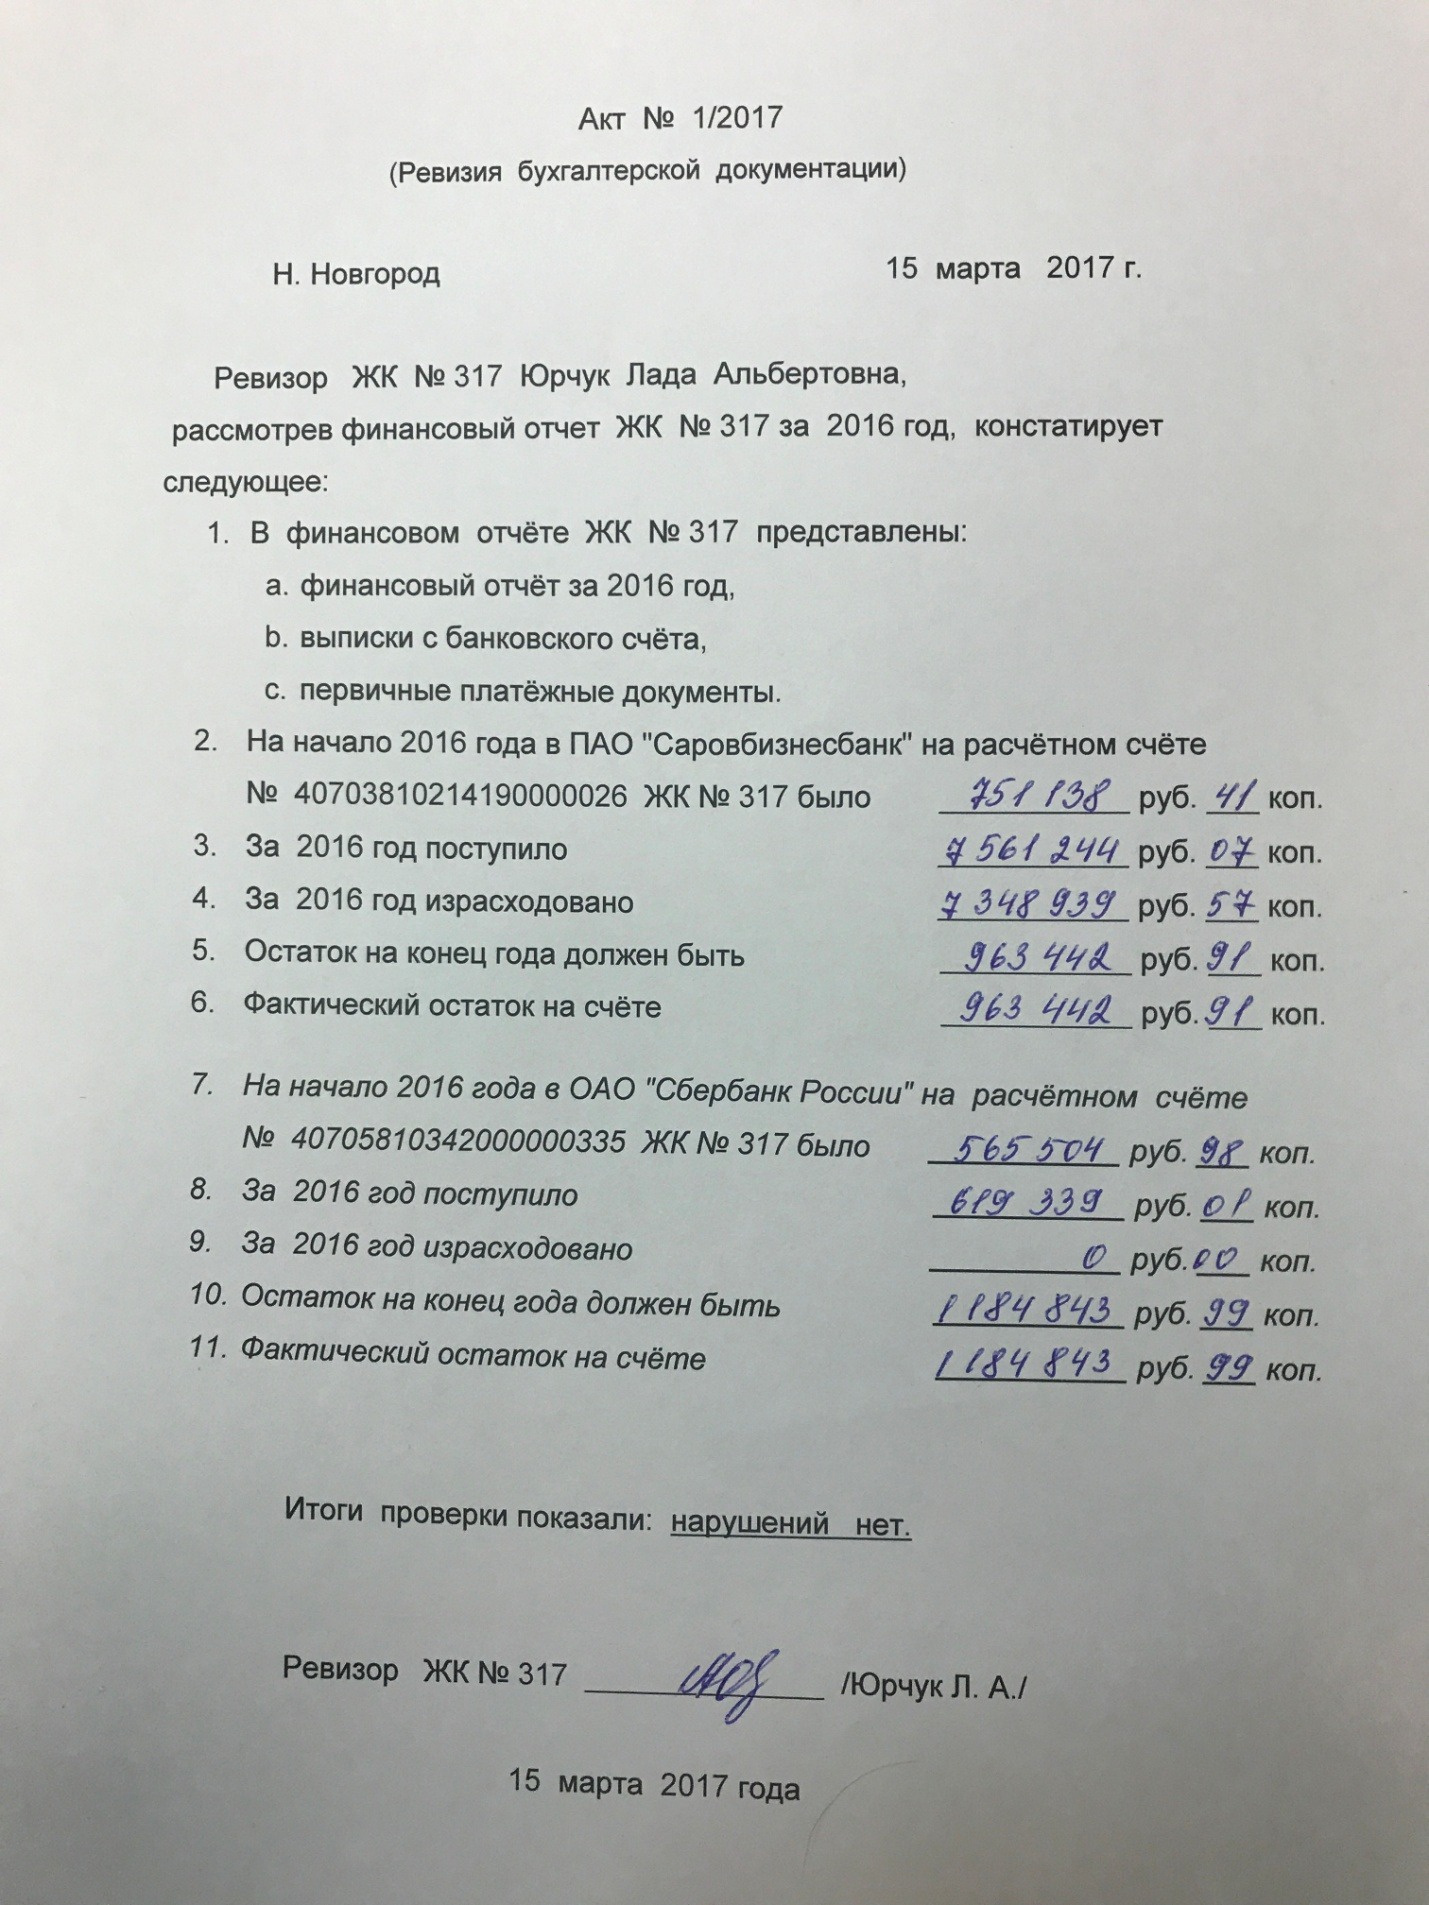 Акт № 1/2017
(Ревизия бухгалтерской документации)
Н. Новгород 15 марта 2017 г.
Ревизор ЖК № 317 Юрчук Лада Альбертовна,
рассмотрев финансовый отчет ЖК № 317 за 2016 год, констатирует
следующее:
1. В финансовом отчёте ЖК № 317 представлены:
a. финансовый отчёт за 2016 год,
b. выписки с банковского счёта,
c. первичные платёжные документы.
2. На начало 2016 года в ПАО "Саровбизнесбанк" на расчётном счёте
№ 40703810214190000026 ЖК № 317 было 751 138 руб. 41 коп.
3. За 2016 год поступило 7 561 244 руб. 07 коп.
4. За 2016 год израсходовано 7 348 939 руб. 57 коп.
5. Остаток на конец года должен быть 963 442 руб. 91 коп.
6. Фактический остаток на счёте 963 442 руб. 91 коп.
7. На начало 2016 года в ОАО "Сбербанк России" на расчётном счёте
№ 40705810342000000335 ЖК № 317 было 565 504 руб. 98 коп.
8. За 2016 год поступило 619 339 руб. 01 коп.
9. За 2016 год израсходовано 0 руб. 00 коп.
10. Остаток на конец года должен быть 1 184 843 руб. 99 коп.
11. Фактический остаток на счёте 1 184 843 руб. 99 коп.
Итоги проверки показали: нарушений нет.
Ревизор ЖК № 317 /Юрчук Л. А./
15 марта 2017 года